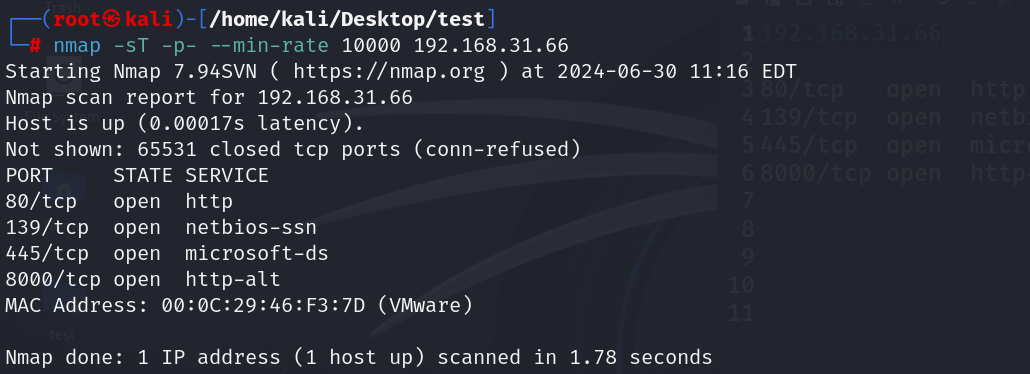 ┌──(root㉿kali)-[/home/kali/Desktop/test]
└─# nmap -sT -p- --min-rate 10000 192.168.31.66
Starting Nmap 7.94SVN ( https://nmap.org ) at 2024-06-30 11:16 EDT
Nmap scan report for 192.168.31.66
Host is up (0.00017s latency).
Not shown: 65531 closed tcp ports (conn-refused)
PORT     STATE SERVICE
80/tcp   open  http
139/tcp  open  netbios-ssn
445/tcp  open  microsoft-ds
8000/tcp open  http-alt
MAC Address: 00:0C:29:46:F3:7D (VMware)
Nmap done: 1 IP address (1 host up) scanned in 1.78 seconds
Trash
test
1 192.168.31.66
2
3 80/tcp   open  http
4 139/tcp  open  netb
5 445/tcp  open  micr
6 8000/tcp open  http-
7
8
9
10
11